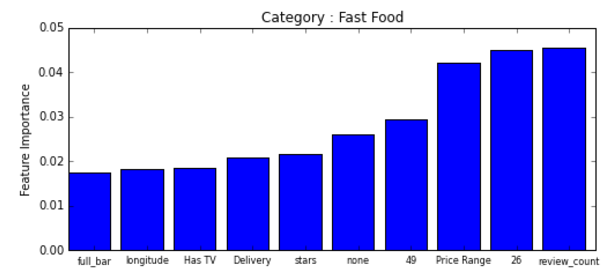 Category : Fast Food
Feature Importance
0.05
0.04
0.03
0.02
0.01
0.00
full_bar longitude Has TV Delivery stars none 49 Price Range 26 review_count